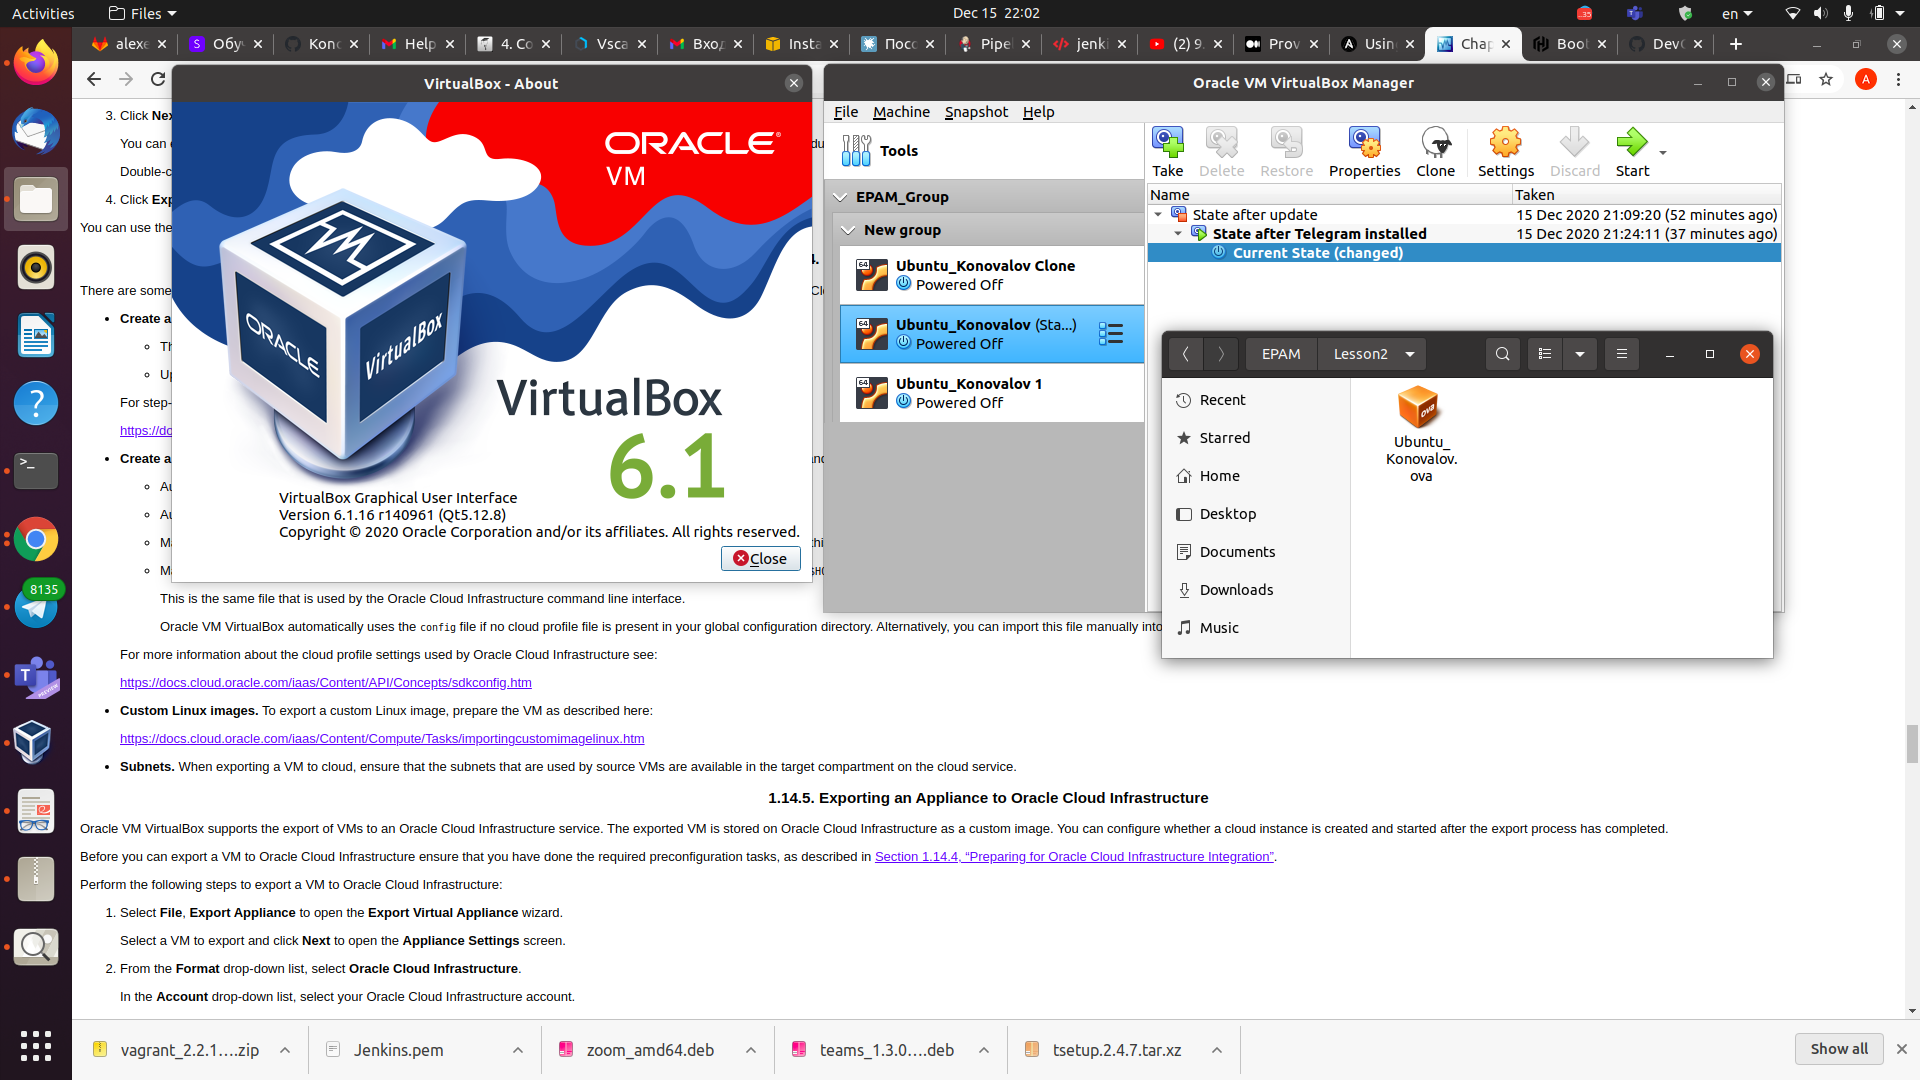 Activities
Files
Dec 15 22:02
35
en
alexe
Обуч
Konc
Help
4. Co
Vsca
Вход
Insta
Посс
Pipel
jenki
(2) 9.
Prov
Using
Chap
Boot
DevO
A
VirtualBox - About
ORACLE
VM
ORACLE
VirtualBox
VirtualBox
6.1
VirtualBox Graphical User Interface
Version 6.1.16 r140961 (Qt5.12.8)
Copyright © 2020 Oracle Corporation and/or its affiliates. All rights reserved.
Close
Oracle VM VirtualBox Manager
File Machine Snapshot Help
Tools
Take Delete Restore Properties Clone Settings Discard Start
EPAM_Group
New group
64
Ubuntu_Konovalov Clone
Powered Off
64
Ubuntu_Konovalov (Sta...)
Powered Off
64
Ubuntu_Konovalov 1
Powered Off
Name Taken
State after update 15 Dec 2020 21:09:20 (52 minutes ago)
State after Telegram installed 15 Dec 2020 21:24:11 (37 minutes ago)
Current State (changed)
EPAM Lesson2
Recent
Starred
Home
Desktop
Documents
Downloads
Music
ova
Ubuntu_
Konovalov.
ova
8135
3. Click Nex
You can
Double-c
4. Click Exp
You can use the
4.
There are some
Create a
Th
Up
For step-
https://do
Create a
Au
Au
Ma
Ma
This is the same file that is used by the Oracle Cloud Infrastructure command line interface.
Oracle VM VirtualBox automatically uses the config file if no cloud profile file is present in your global configuration directory. Alternatively, you can import this file manually into
For more information about the cloud profile settings used by Oracle Cloud Infrastructure see:
https://docs.cloud.oracle.com/iaas/Content/API/Concepts/sdkconfig.htm
• Custom Linux images. To export a custom Linux image, prepare the VM as described here:
https://docs.cloud.oracle.com/iaas/Content/Compute/Tasks/importingcustomimagelinux.htm
• Subnets. When exporting a VM to cloud, ensure that the subnets that are used by source VMs are available in the target compartment on the cloud service.
1.14.5. Exporting an Appliance to Oracle Cloud Infrastructure
Oracle VM VirtualBox supports the export of VMs to an Oracle Cloud Infrastructure service. The exported VM is stored on Oracle Cloud Infrastructure as a custom image. You can configure whether a cloud instance is created and started after the export process has completed.
Before you can export a VM to Oracle Cloud Infrastructure ensure that you have done the required preconfiguration tasks, as described in Section 1.14.4, “Preparing for Oracle Cloud Infrastructure Integration”.
Perform the following steps to export a VM to Oracle Cloud Infrastructure:
1. Select File, Export Appliance to open the Export Virtual Appliance wizard.
Select a VM to export and click Next to open the Appliance Settings screen.
2. From the Format drop-down list, select Oracle Cloud Infrastructure.
In the Account drop-down list, select your Oracle Cloud Infrastructure account.
vagrant_2.2.1....zip
Jenkins.pem
zoom_amd64.deb
teams_1.3.0....deb
tsetup.2.4.7.tar.xz
Show all